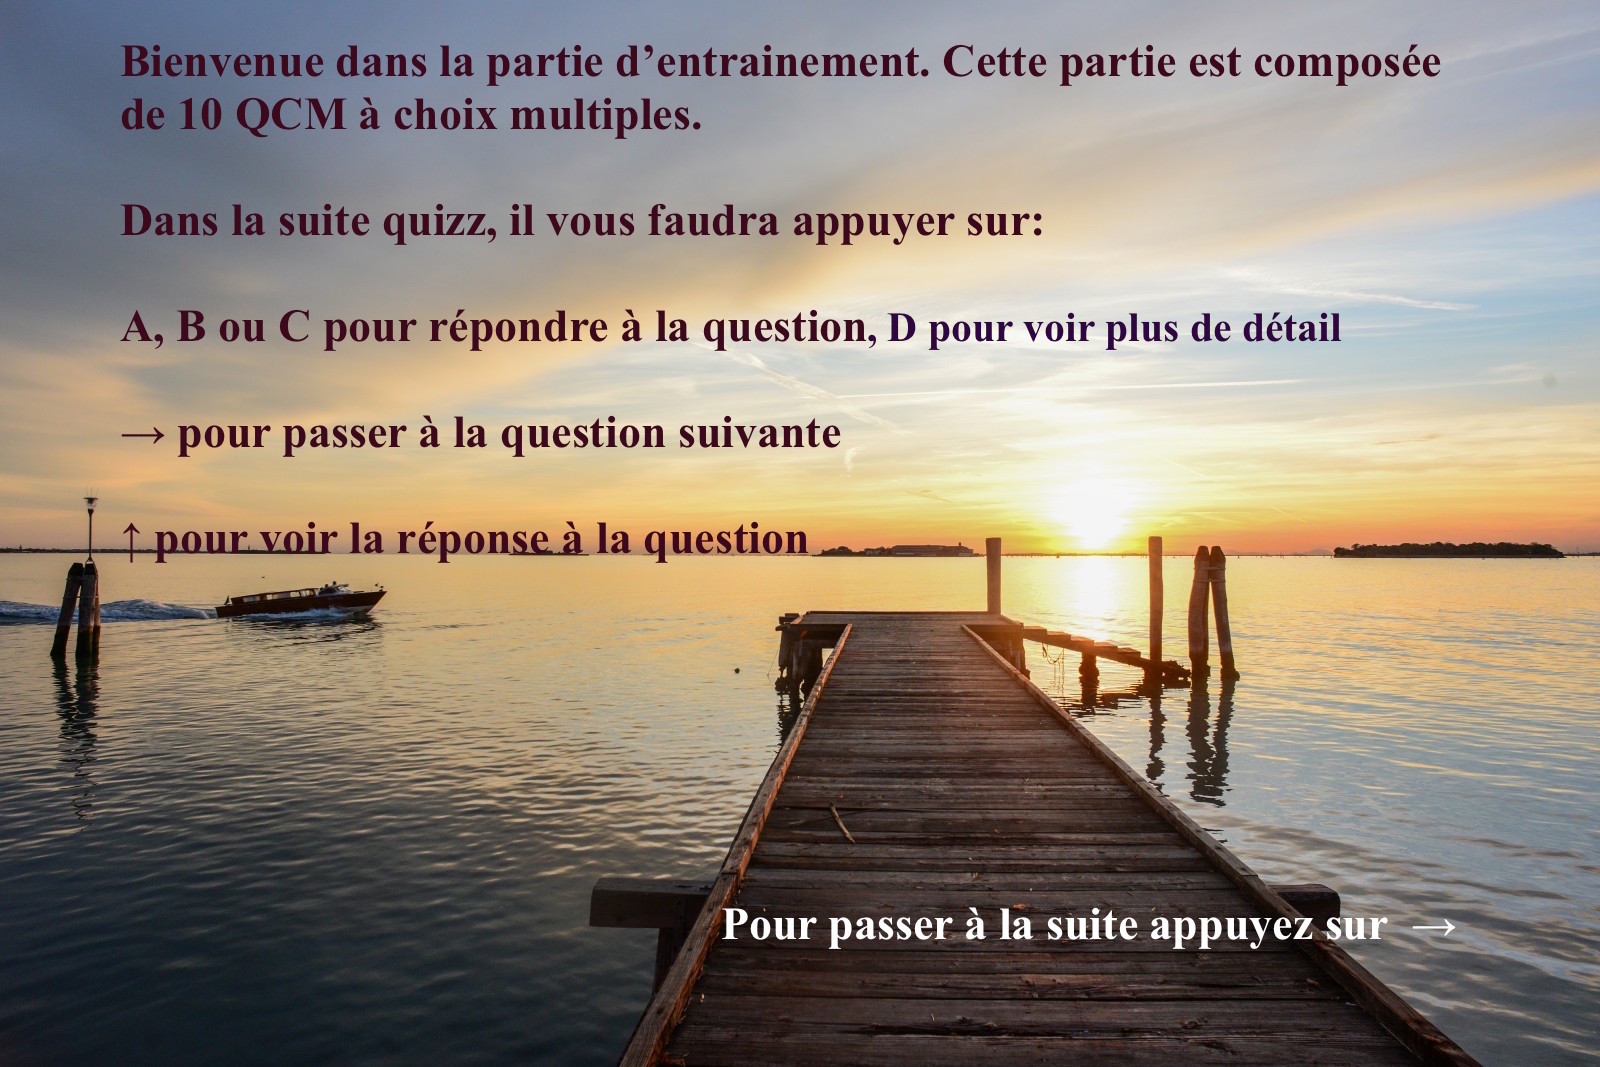 Bienvenue dans la partie d’entrainement. Cette partie est composée
de 10 QCM à choix multiples.
Dans la suite quizz, il vous faudra appuyer sur:
A, B ou C pour répondre à la question, D pour voir plus de détail
→ pour passer à la question suivante
↑ pour voir la réponse à la question
Pour passer à la suite appuyez sur →